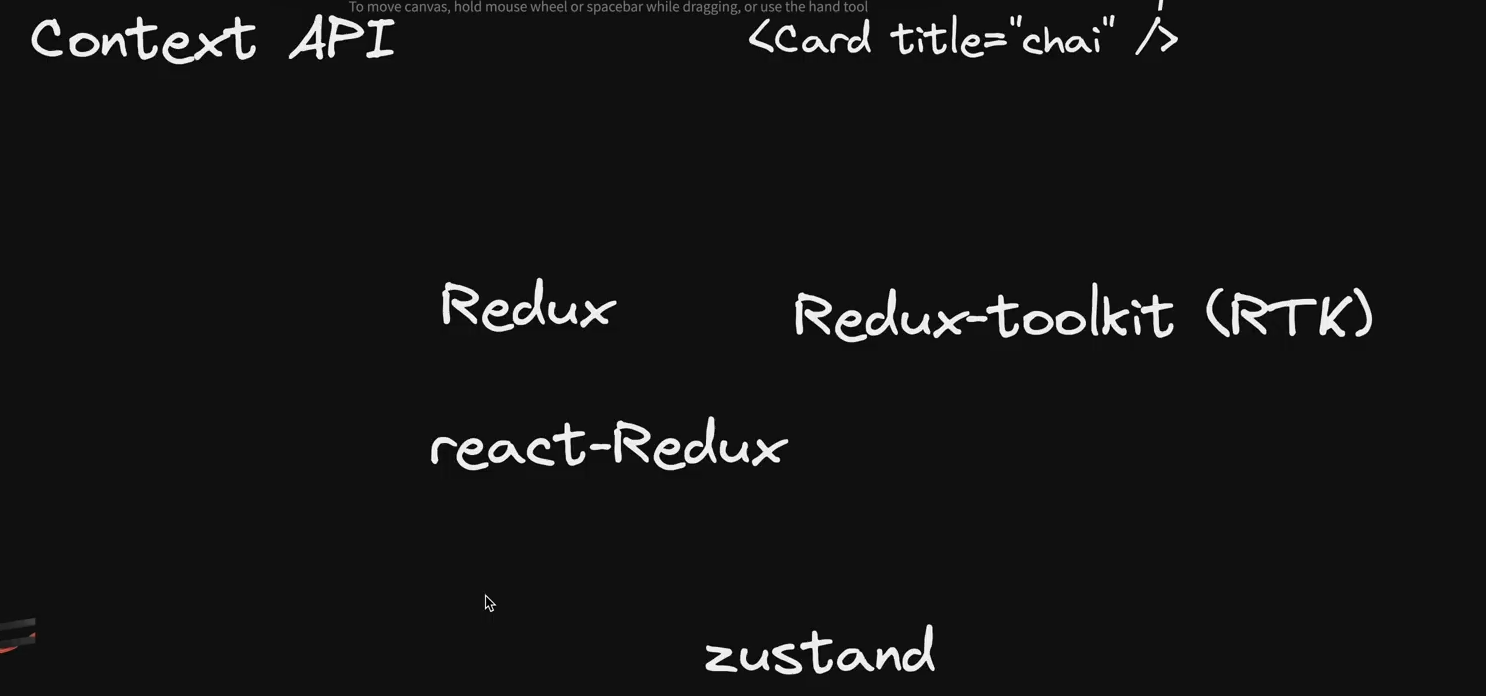 To move canvas, hold mouse wheel or spacebar while dragging, or use the hand tool
Context API
<Card title="chai" />
Redux
Redux-toolkit (RTK)
react-Redux
zustand